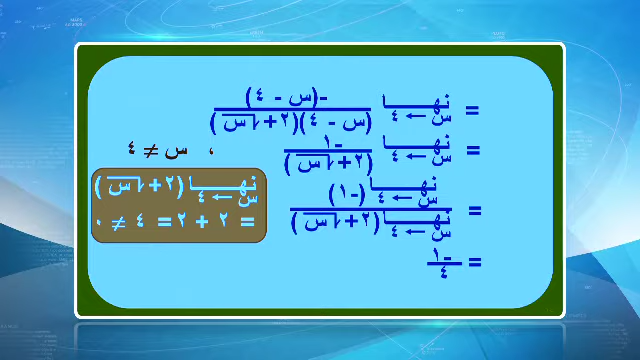 = نهــا س ← ٤ -(س - ٤) / (س - ٤)(٢ + √س)
= نهــا س ← ٤ -١ / (٢ + √س) ، س ≠ ٤
= نهــا س ← ٤ (-١) / نهــا س ← ٤ (٢ + √س)
= -١ / ٤
نهــا س ← ٤ (٢ + √س)
= ٢ + ٢ = ٤ ≠ ٠